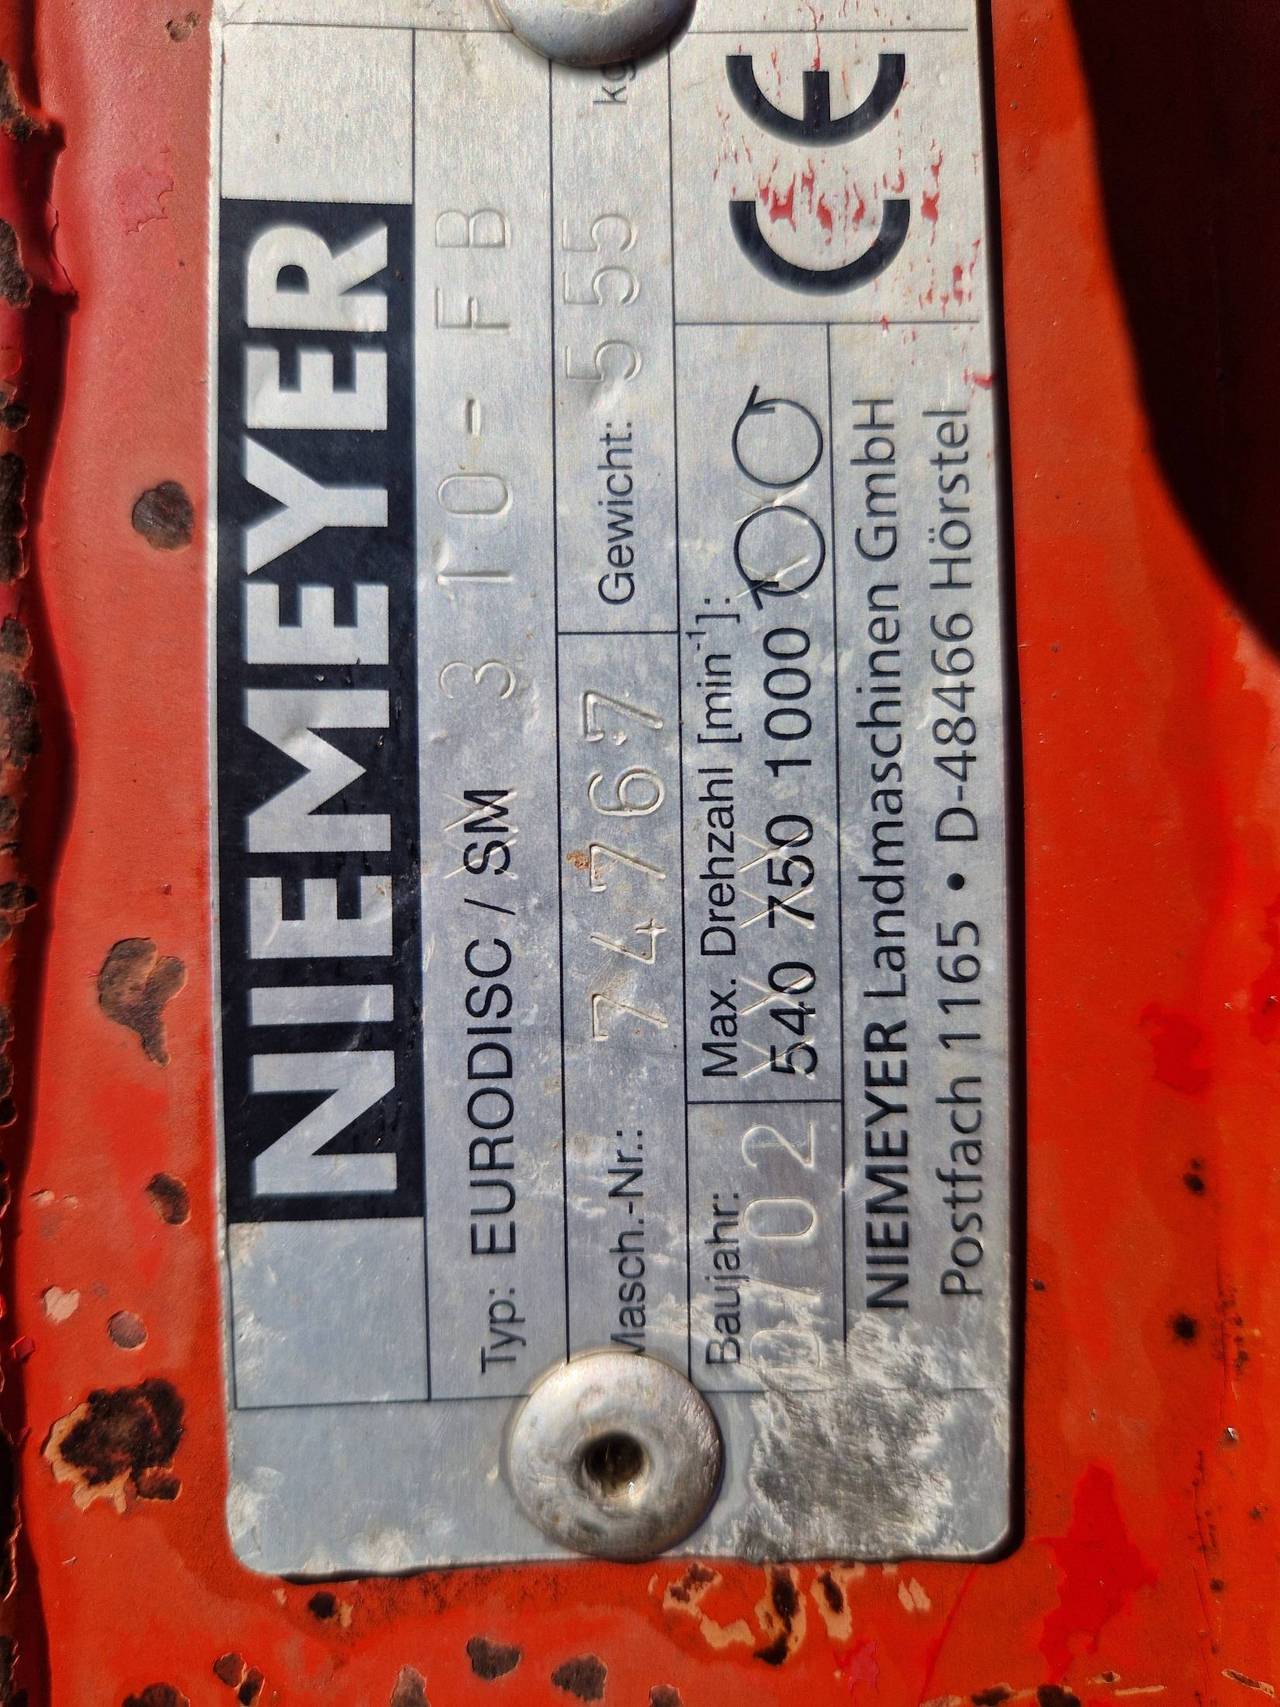 NIEMEYER
Typ: EURODISC / SM 310-FB
Masch.-Nr.: 74767 Gewicht: 555 kg
Baujahr: 02
Max. Drehzahl [min⁻¹]:
540 750 1000
NIEMEYER Landmaschinen GmbH
Postfach 1165 • D-48466 Hörstel
CE